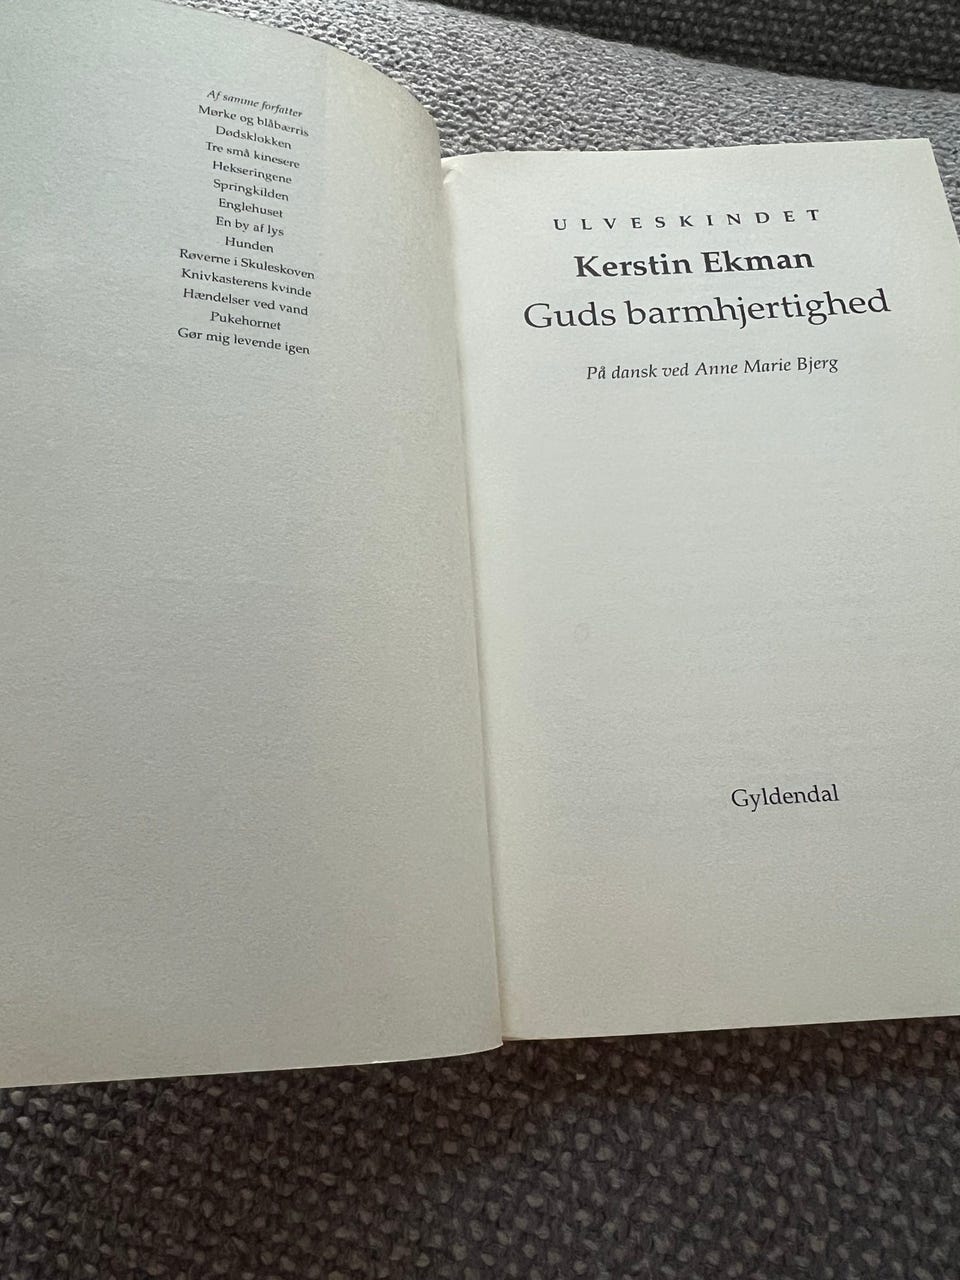 Af samme forfatter
Mørke og blåbærris
Dødsklokken
Tre små kinesere
Hekseringene
Springkilden
Englehuset
En by af lys
Hunden
Røverne i Skuleskoven
Knivkasterens kvinde
Hændelser ved vand
Pukehornet
Gør mig levende igen
ULVESKINDET
Kerstin Ekman
Guds barmhjertighed
På dansk ved Anne Marie Bjerg
Gyldendal